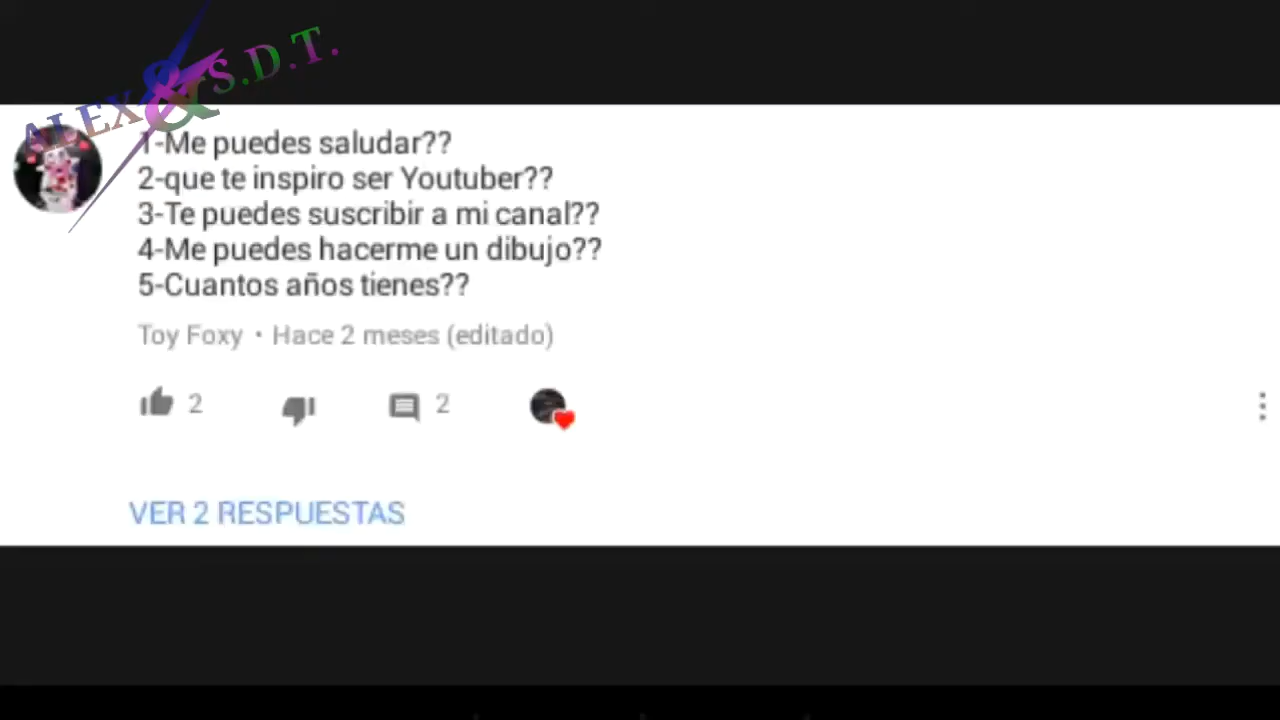 ALEX&S.D.T.
1-Me puedes saludar??
2-que te inspiro ser Youtuber??
3-Te puedes suscribir a mi canal??
4-Me puedes hacerme un dibujo??
5-Cuantos años tienes??
Toy Foxy · Hace 2 meses (editado)
2 2
VER 2 RESPUESTAS